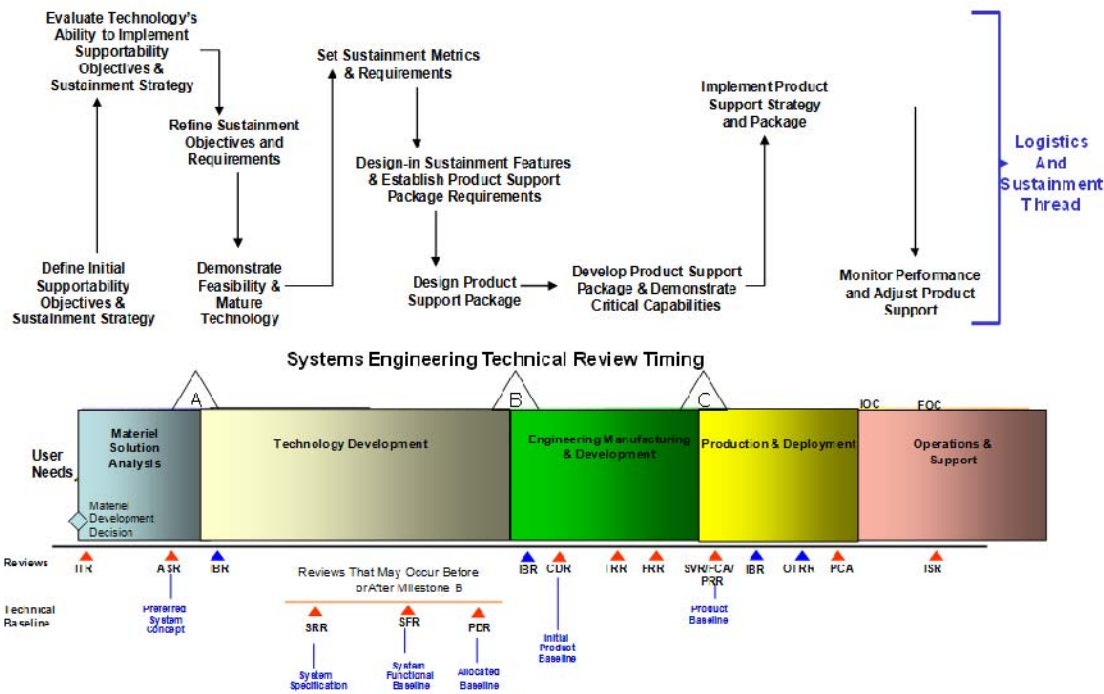 Evaluate Technology's
Ability to Implement
Supportability
Objectives &
Sustainment Strategy
Set Sustainment Metrics
& Requirements
Implement Product
Support Strategy
and Package
Refine Sustainment
Objectives and
Requirements
Design-in Sustainment Features
& Establish Product Support
Package Requirements
Logistics
And
Sustainment
Thread
Define Initial
Supportability
Objectives &
Sustainment Strategy
Demonstrate
Feasibility &
Mature
Technology
Design Product
Support Package
Develop Product Support
Package & Demonstrate
Critical Capabilities
Monitor Performance
and Adjust Product
Support
Systems Engineering Technical Review Timing
A
B
C
IOC
FOC
User
Needs
Materiel
Solution
Analysis
Technology Development
Engineering Manufacturing
& Development
Production & Deployment
Operations &
Support
Materiel
Development
Decision
Reviews
ITR
ASR
IBR
Reviews That May Occur Before
or After Milestone B
IBR
CDR
TRR
FRR
SVR/FCA/
PRR
IBR
OTRR
PCA
ISR
Technical
Baseline
Preferred
System
Concept
SRR
SFR
PDR
Initial
Product
Baseline
Product
Baseline
System
Specification
System
Functional
Baseline
Allocated
Baseline